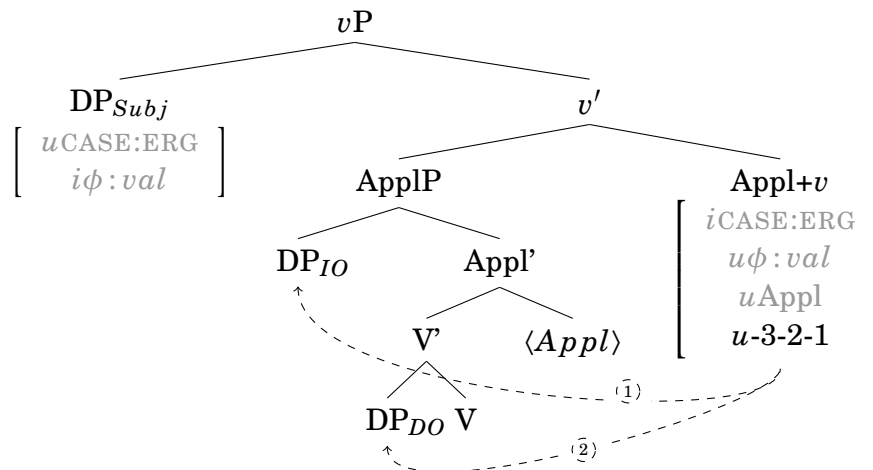 vP
DP_Subj v′
uCASE:ERG
iϕ:val
ApplP Appl+v
iCASE:ERG
uϕ:val
uAppl
u-3-2-1
DP_IO Appl'
V' ⟨Appl⟩
①
DP_DO V
②